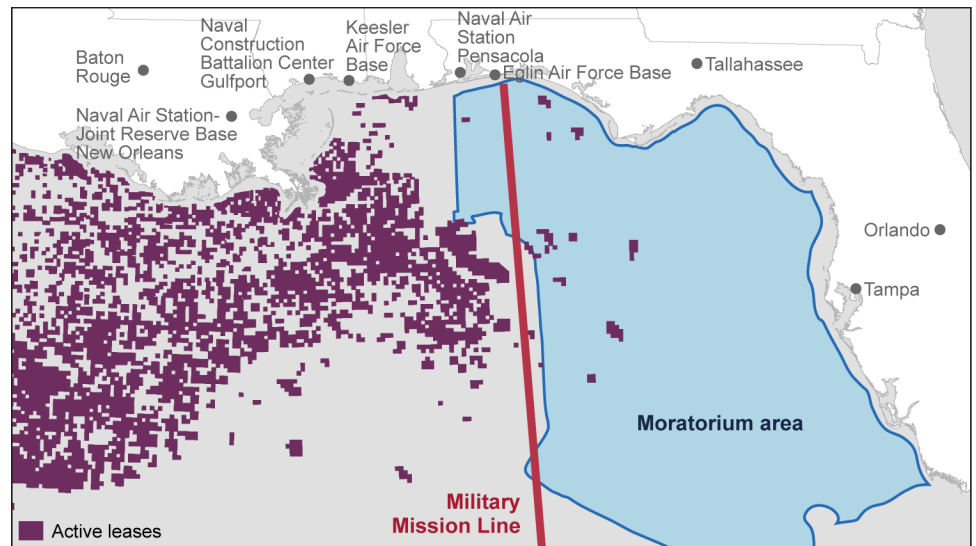 Baton
Rouge
Naval
Construction
Battalion Center
Gulfport
Keesler
Air Force
Base
Naval Air
Station
Pensacola
Eglin Air Force Base
Tallahassee
Naval Air Station-
Joint Reserve Base
New Orleans
Orlando
Tampa
Moratorium area
Military
Mission Line
Active leases